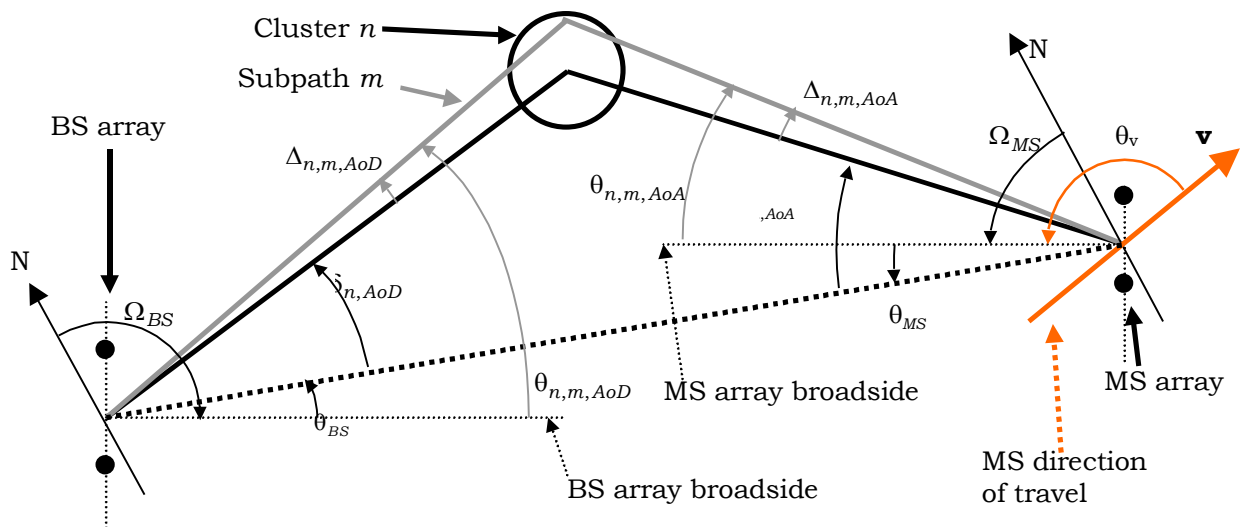 Cluster n
Subpath m
BS array
N
Δn,m,AoA
ΩMS
θv
v
Δn,m,AoD
θn,m,AoA
,AoA
N
ΩBS
n,AoD
θMS
θn,m,AoD
MS array broadside
MS array
θBS
BS array broadside
MS direction
of travel